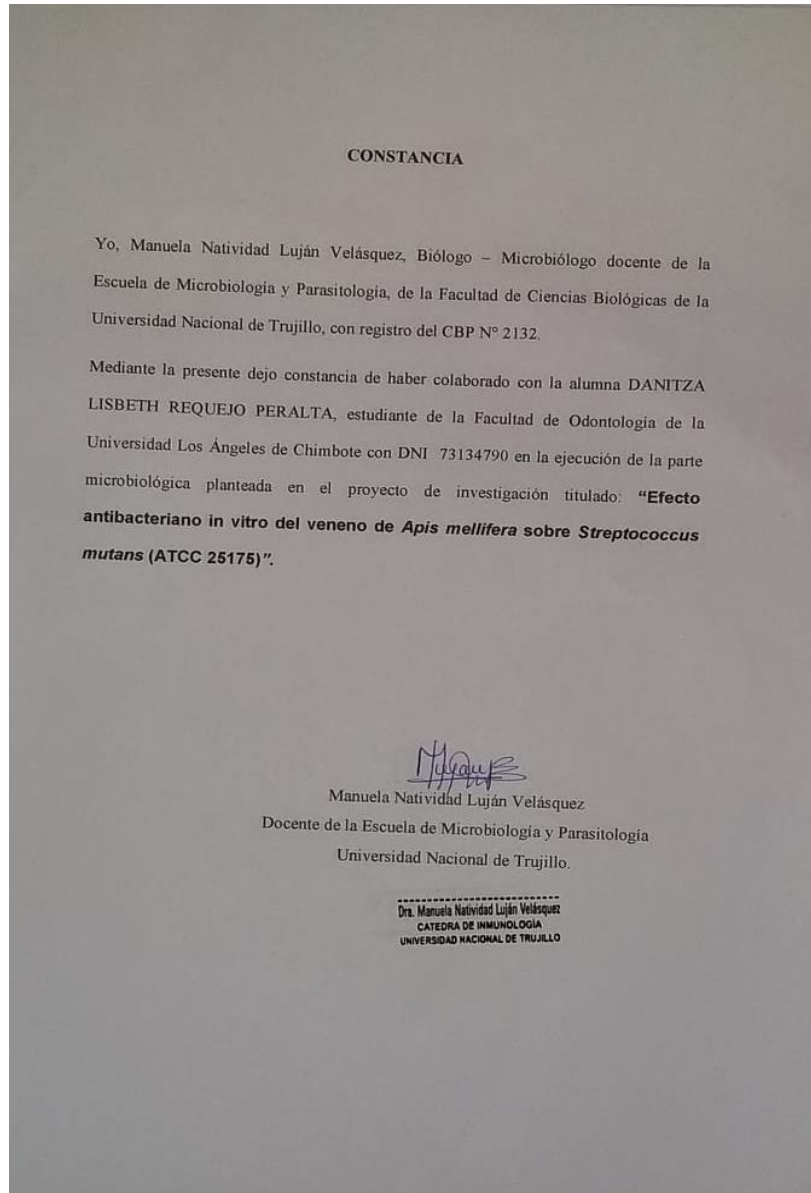 CONSTANCIA
Yo, Manuela Natividad Luján Velásquez, Biólogo – Microbiólogo docente de la
Escuela de Microbiología y Parasitología, de la Facultad de Ciencias Biológicas de la
Universidad Nacional de Trujillo, con registro del CBP N° 2132.
Mediante la presente dejo constancia de haber colaborado con la alumna DANITZA
LISBETH REQUEJO PERALTA, estudiante de la Facultad de Odontología de la
Universidad Los Ángeles de Chimbote con DNI 73134790 en la ejecución de la parte
microbiológica planteada en el proyecto de investigación titulado: “Efecto
antibacteriano in vitro del veneno de Apis mellifera sobre Streptococcus
mutans (ATCC 25175)”.
Manuela Natividad Luján Velásquez
Docente de la Escuela de Microbiología y Parasitología
Universidad Nacional de Trujillo.
Dra. Manuela Natividad Luján Velásquez
CATEDRA DE INMUNOLOGÍA
UNIVERSIDAD NACIONAL DE TRUJILLO